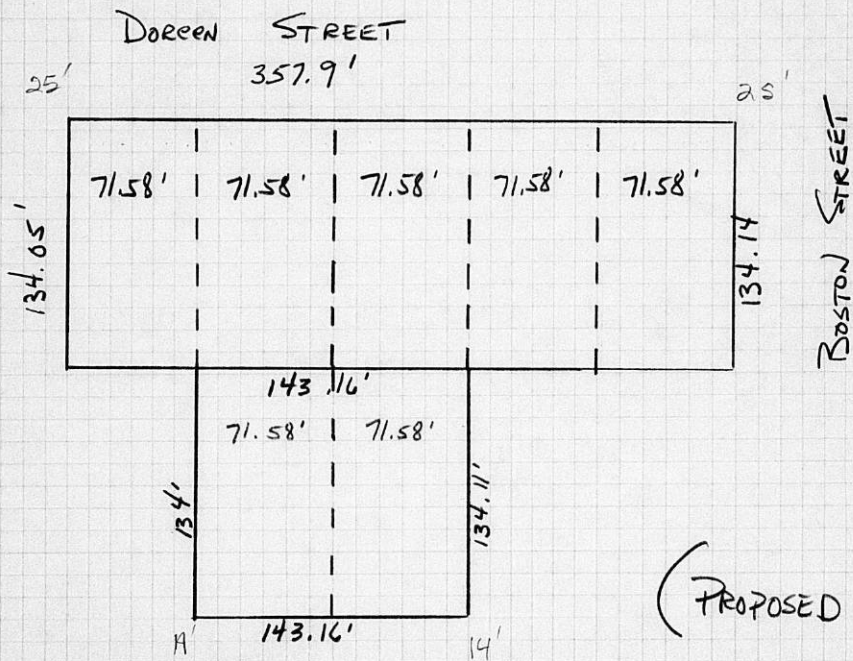 DOREEN STREET
357.9'
25'
25'
71.58' 71.58' 71.58' 71.58' 71.58'
134.05'
134.14
BOSTON STREET
143.16'
71.58' 71.58'
134'
134.11'
(PROPOSED
143.16'
14'